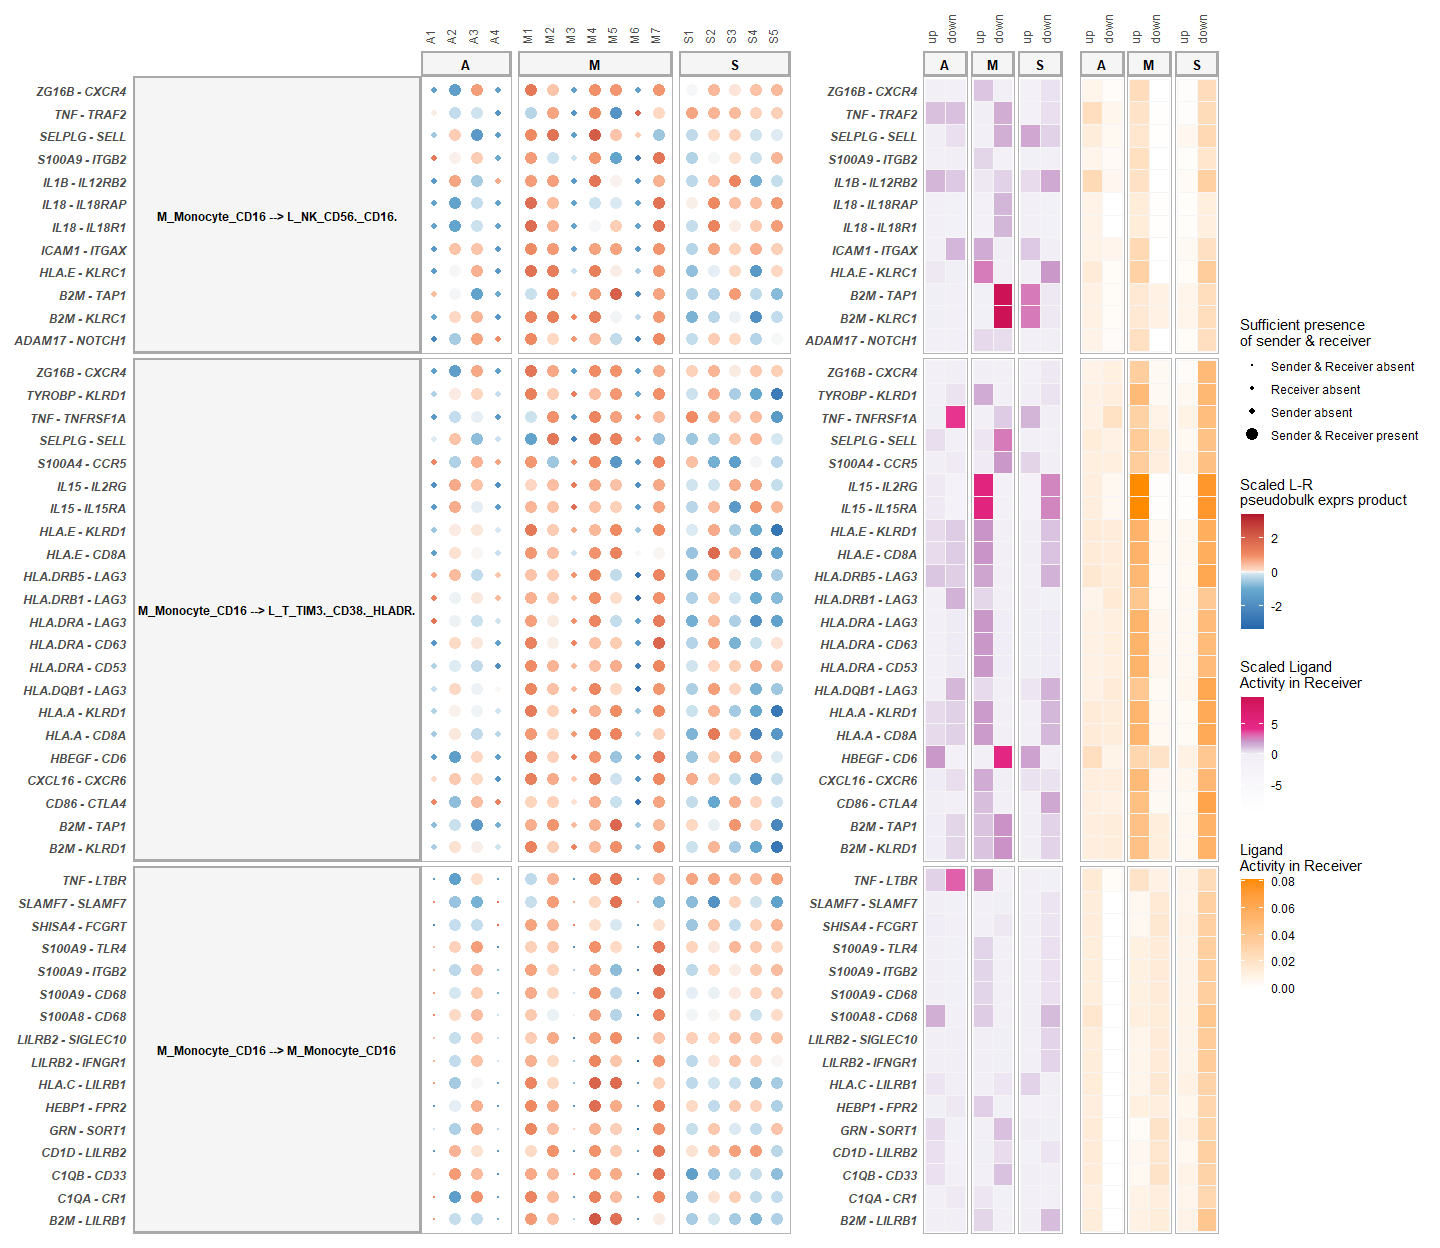 A1 A2 A3 A4 M1 M2 M3 M4 M5 M6 M7 S1 S2 S3 S4 S5 up down up down up down up down up down up down
A M S A M S A M S
ZG16B - CXCR4
TNF - TRAF2
SELPLG - SELL
S100A9 - ITGB2
IL1B - IL12RB2
IL18 - IL18RAP
IL18 - IL18R1
ICAM1 - ITGAX
HLA.E - KLRC1
B2M - TAP1
B2M - KLRC1
ADAM17 - NOTCH1
M_Monocyte_CD16 --> L_NK_CD56._CD16.
ZG16B - CXCR4
TYROBP - KLRD1
TNF - TNFRSF1A
SELPLG - SELL
S100A4 - CCR5
IL15 - IL2RG
IL15 - IL15RA
HLA.E - KLRD1
HLA.E - CD8A
HLA.DRB5 - LAG3
HLA.DRB1 - LAG3
HLA.DRA - LAG3
HLA.DRA - CD63
HLA.DRA - CD53
HLA.DQB1 - LAG3
HLA.A - KLRD1
HLA.A - CD8A
HBEGF - CD6
CXCL16 - CXCR6
CD86 - CTLA4
B2M - TAP1
B2M - KLRD1
M_Monocyte_CD16 --> L_T_TIM3._CD38._HLADR.
TNF - LTBR
SLAMF7 - SLAMF7
SHISA4 - FCGRT
S100A9 - TLR4
S100A9 - ITGB2
S100A9 - CD68
S100A8 - CD68
LILRB2 - SIGLEC10
LILRB2 - IFNGR1
HLA.C - LILRB1
HEBP1 - FPR2
GRN - SORT1
CD1D - LILRB2
C1QB - CD33
C1QA - CR1
B2M - LILRB1
M_Monocyte_CD16 --> M_Monocyte_CD16
ZG16B - CXCR4
TNF - TRAF2
SELPLG - SELL
S100A9 - ITGB2
IL1B - IL12RB2
IL18 - IL18RAP
IL18 - IL18R1
ICAM1 - ITGAX
HLA.E - KLRC1
B2M - TAP1
B2M - KLRC1
ADAM17 - NOTCH1
ZG16B - CXCR4
TYROBP - KLRD1
TNF - TNFRSF1A
SELPLG - SELL
S100A4 - CCR5
IL15 - IL2RG
IL15 - IL15RA
HLA.E - KLRD1
HLA.E - CD8A
HLA.DRB5 - LAG3
HLA.DRB1 - LAG3
HLA.DRA - LAG3
HLA.DRA - CD63
HLA.DRA - CD53
HLA.DQB1 - LAG3
HLA.A - KLRD1
HLA.A - CD8A
HBEGF - CD6
CXCL16 - CXCR6
CD86 - CTLA4
B2M - TAP1
B2M - KLRD1
TNF - LTBR
SLAMF7 - SLAMF7
SHISA4 - FCGRT
S100A9 - TLR4
S100A9 - ITGB2
S100A9 - CD68
S100A8 - CD68
LILRB2 - SIGLEC10
LILRB2 - IFNGR1
HLA.C - LILRB1
HEBP1 - FPR2
GRN - SORT1
CD1D - LILRB2
C1QB - CD33
C1QA - CR1
B2M - LILRB1
Sufficient presence
of sender & receiver
Sender & Receiver absent
Receiver absent
Sender absent
Sender & Receiver present
Scaled L-R
pseudobulk exprs product
2
0
-2
Scaled Ligand
Activity in Receiver
5
0
-5
Ligand
Activity in Receiver
0.08
0.06
0.04
0.02
0.00